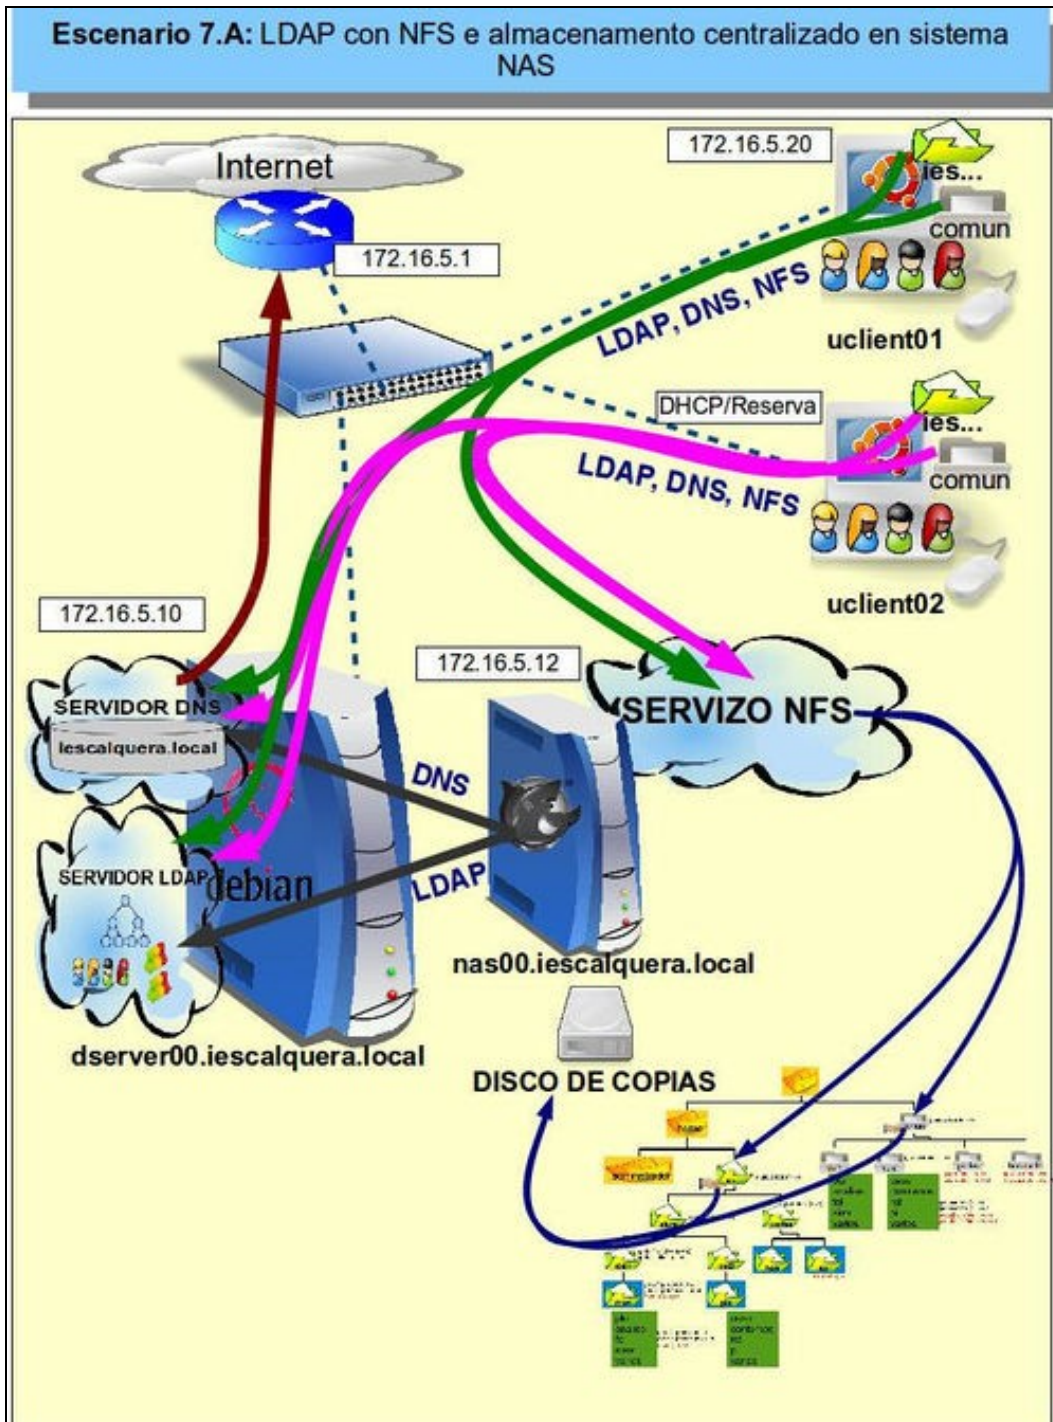 Escenario 7.A: LDAP con NFS e almacenamento centralizado en sistema
NAS
Internet
172.16.5.20
ies...
comun
172.16.5.1
LDAP, DNS, NFS
uclient01
DHCP/Reserva
ies...
comun
LDAP, DNS, NFS
uclient02
172.16.5.10
172.16.5.12
SERVIDOR DNS
iescalquera.local
SERVIZO NFS
DNS
LDAP
SERVIDOR LDAP
debian
nas00.iescalquera.local
dserver00.iescalquera.local
DISCO DE COPIAS